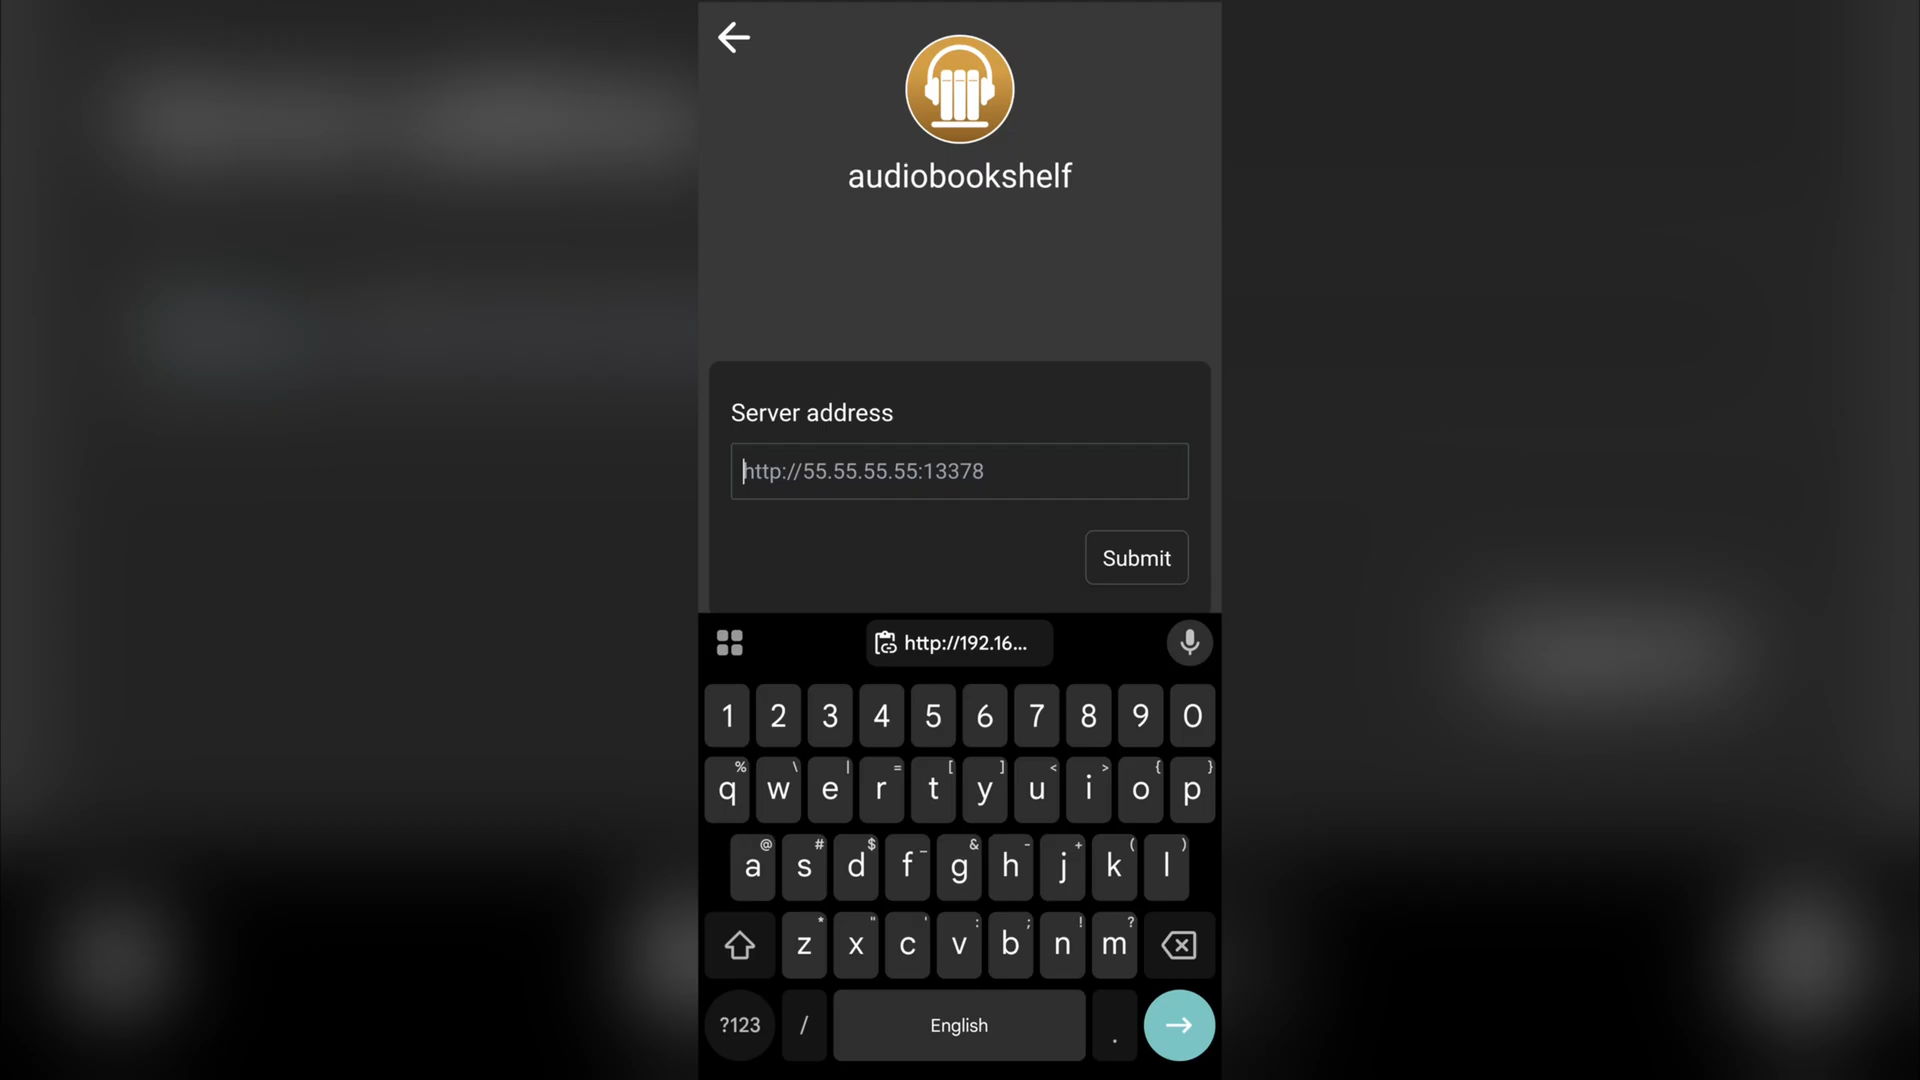 audiobookshelf
Server address
http://55.55.55.55:13378
Submit
http://192.16...
1 2 3 4 5 6 7 8 9 0
% \ | = [ ] < > { }
q w e r t y u i o p
@ # $ _ & - + ( )
a s d f g h j k l
* " ' : ; ! ?
z x c v b n m
?123 / English .